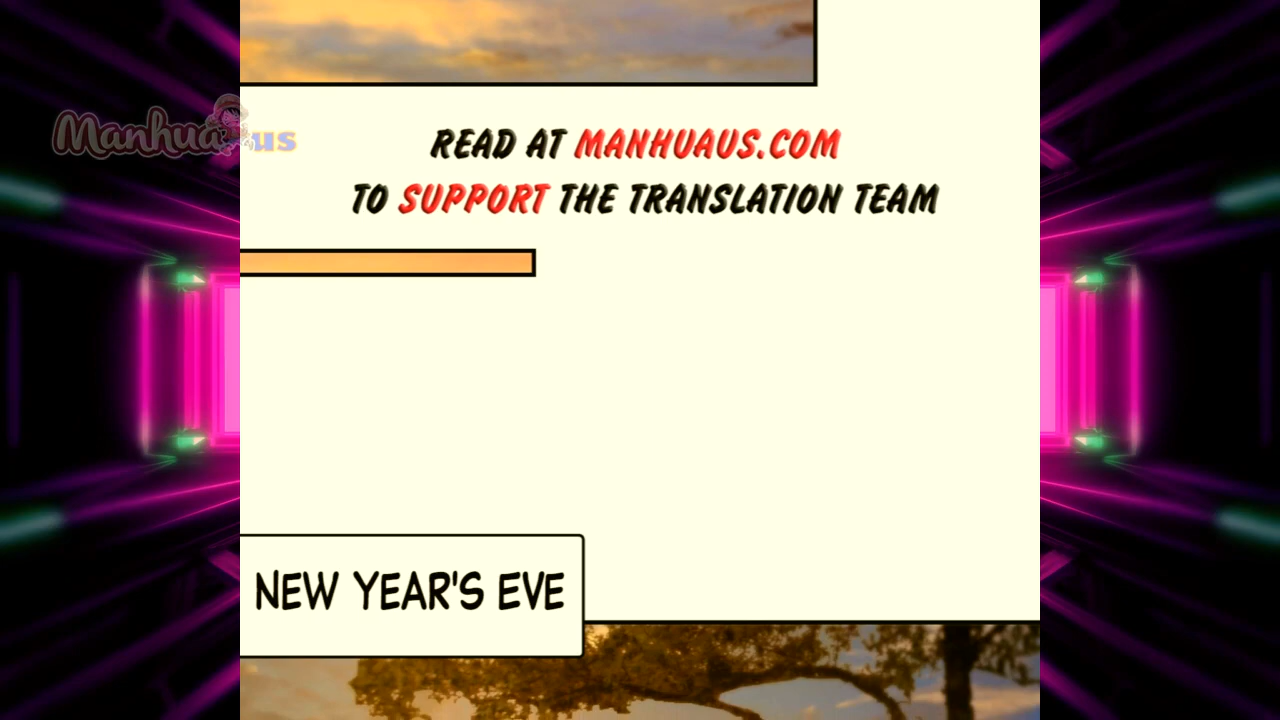 Manhuaus
READ AT MANHUAUS.COM
TO SUPPORT THE TRANSLATION TEAM
NEW YEAR'S EVE